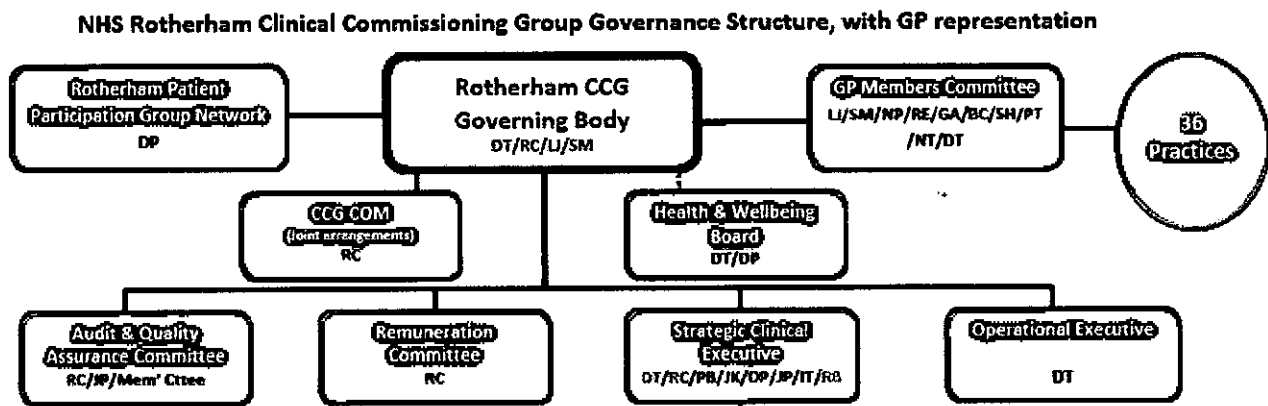 NHS Rotherham Clinical Commissioning Group Governance Structure, with GP representation
Rotherham Patient
Participation Group Network
DP
Rotherham CCG
Governing Body
DT/RC/LJ/SM
GP Members Committee
LJ/SM/NP/RE/GA/BC/SH/PT
/NT/DT
36
Practices
CCG COM
(Joint arrangements)
RC
Health & Wellbeing
Board
DT/DP
Audit & Quality
Assurance Committee
RC/JP/Mem' Cttee
Remuneration
Committee
RC
Strategic Clinical
Executive
DT/RC/PB/JK/DP/JP/IT/RB
Operational Executive
DT